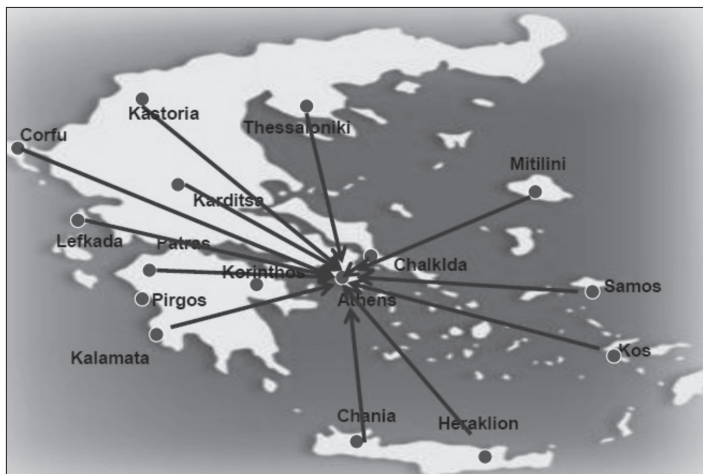 Kastoria
Thessaloniki
Corfu
Mitilini
Karditsa
Lefkada
Patras
Chalkida
Korinthos
Samos
Pirgos
Athens
Kos
Kalamata
Chania
Heraklion